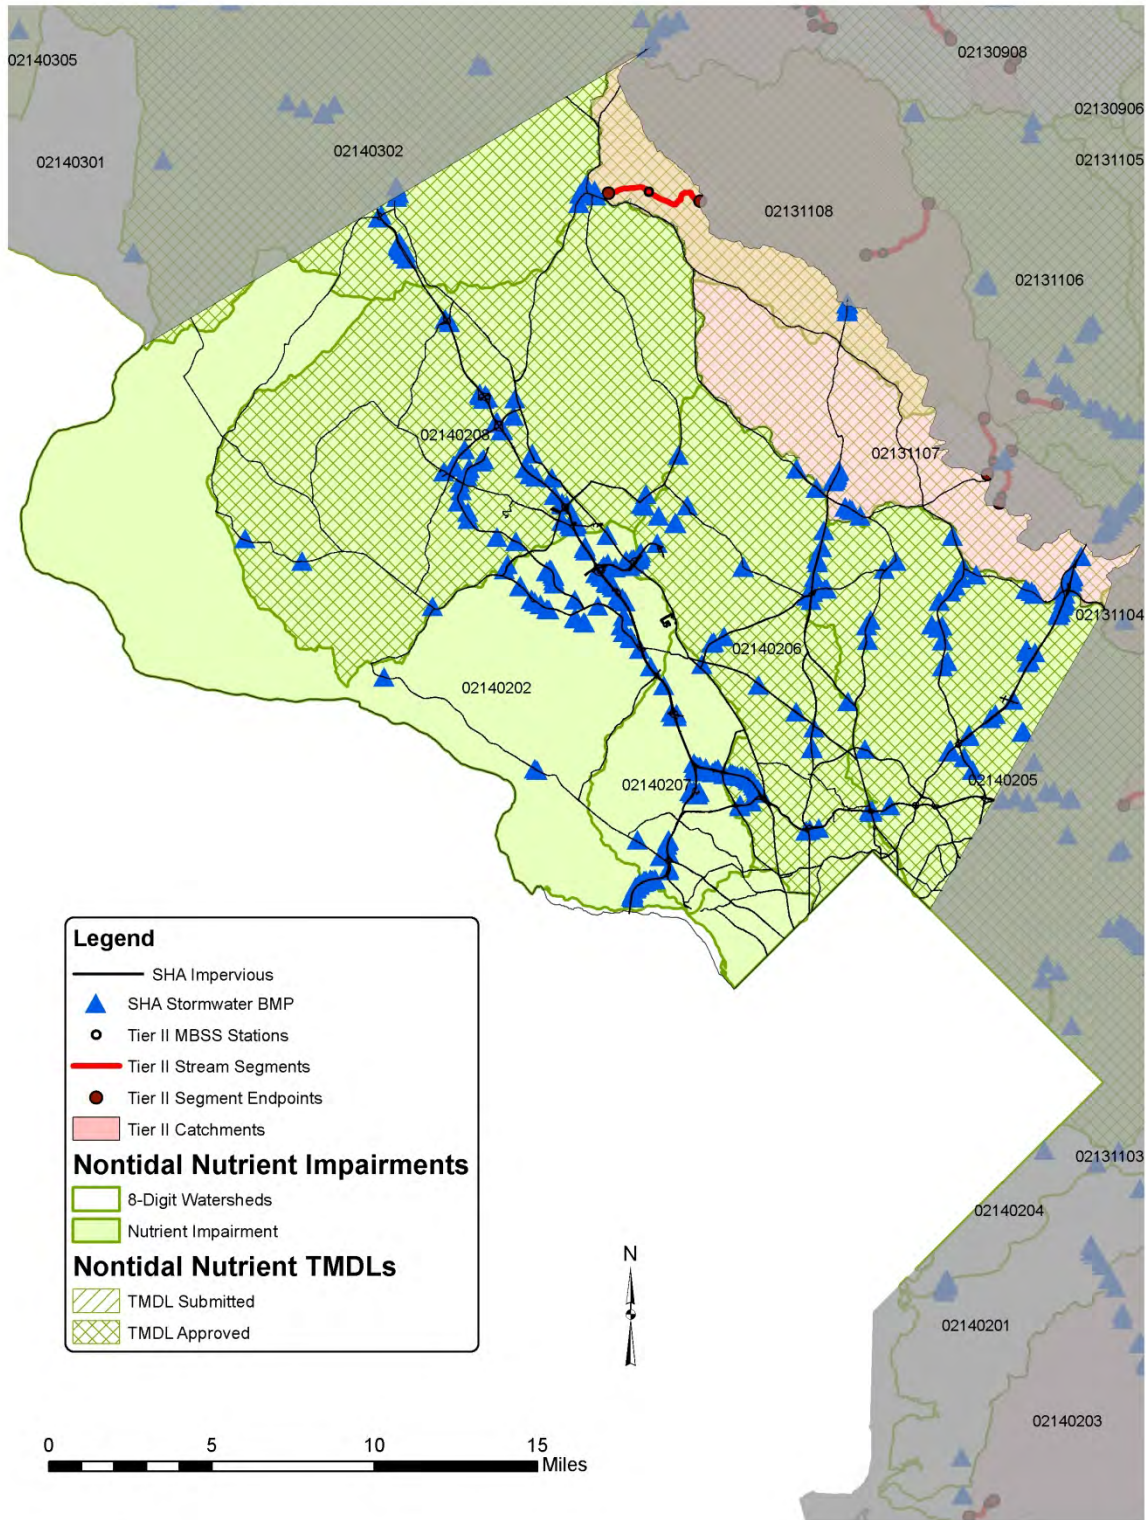 02130908
02140305
02130906
02140302
02131105
02140301
02131108
02131106
02140208
02131107
02131104
02140206
02140202
02140205
02140207
Legend
SHA Impervious
SHA Stormwater BMP
Tier II MBSS Stations
Tier II Stream Segments
Tier II Segment Endpoints
Tier II Catchments
Nontidal Nutrient Impairments
8-Digit Watersheds
Nutrient Impairment
Nontidal Nutrient TMDLs
TMDL Submitted
TMDL Approved
02131103
02140204
N
02140201
02140203
0 5 10 15
Miles